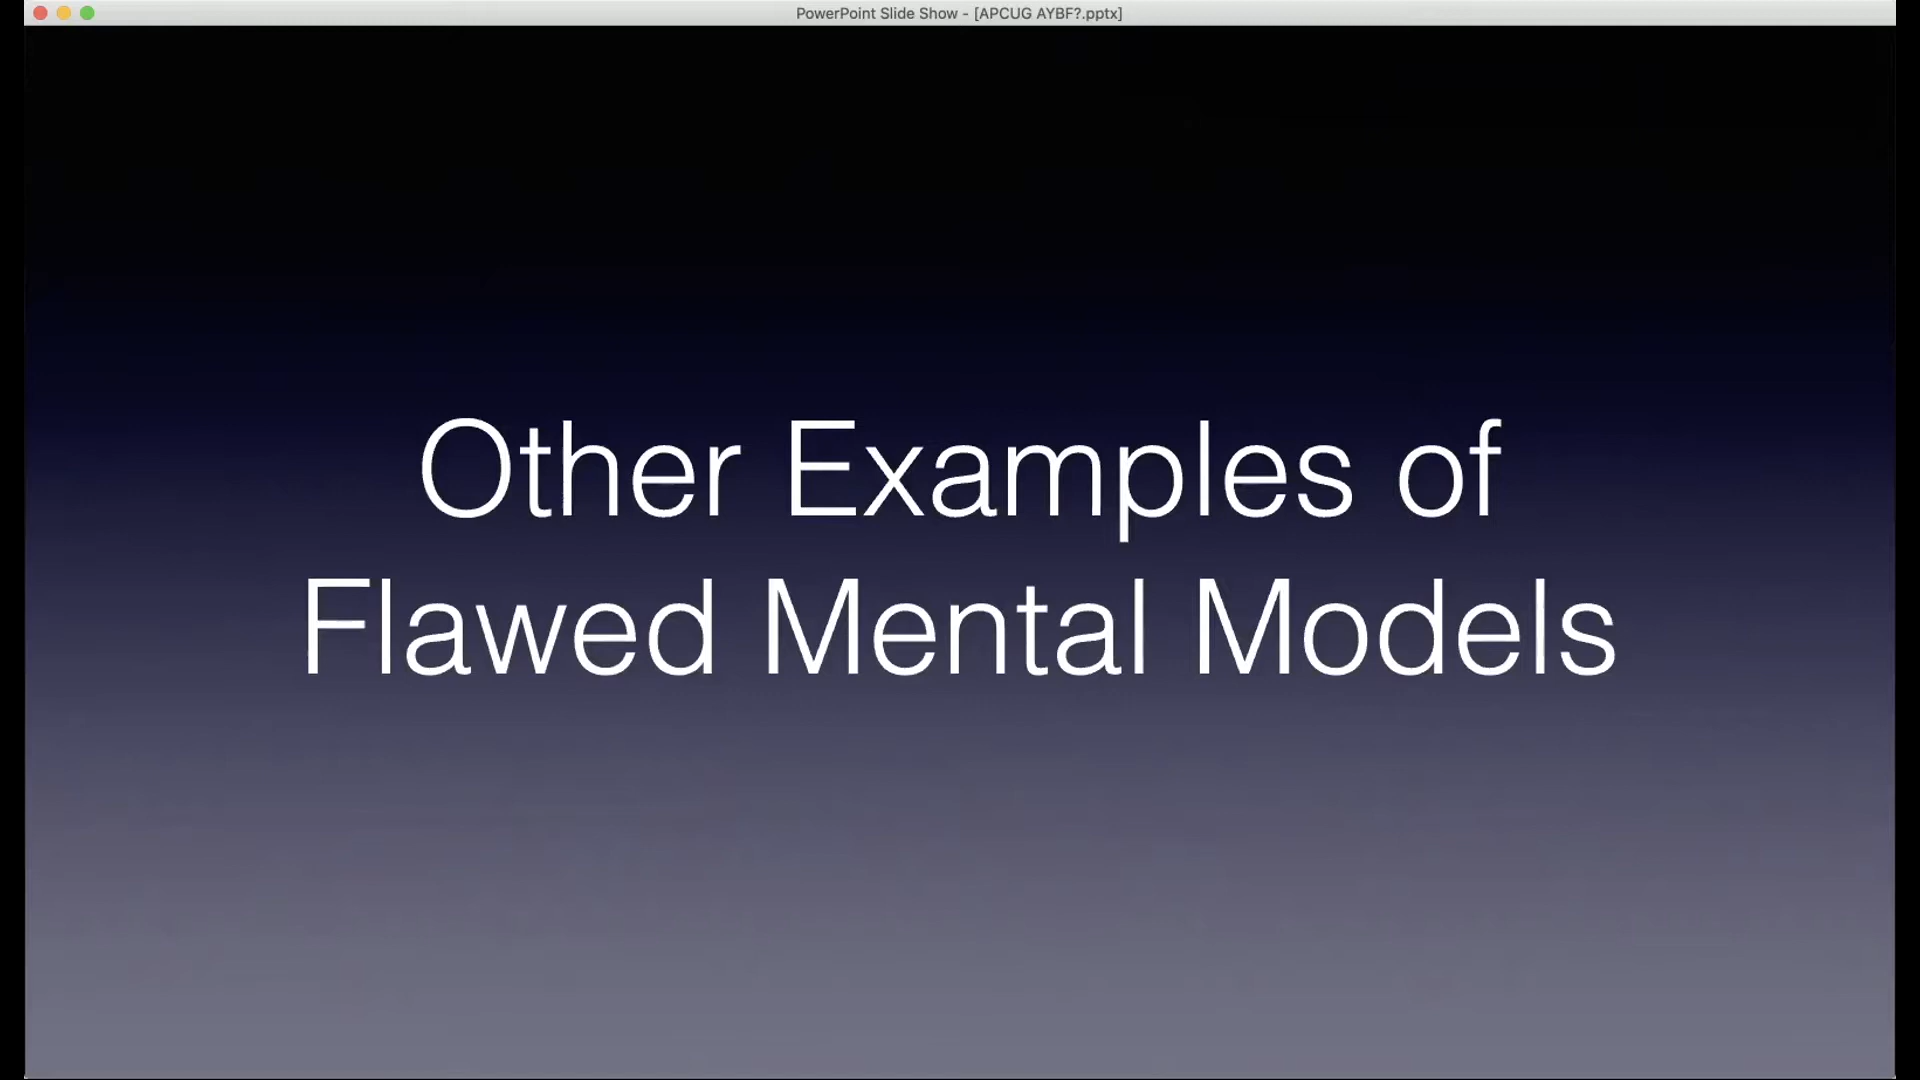 PowerPoint Slide Show - [APCUG AYBF?.pptx]
Other Examples of
Flawed Mental Models